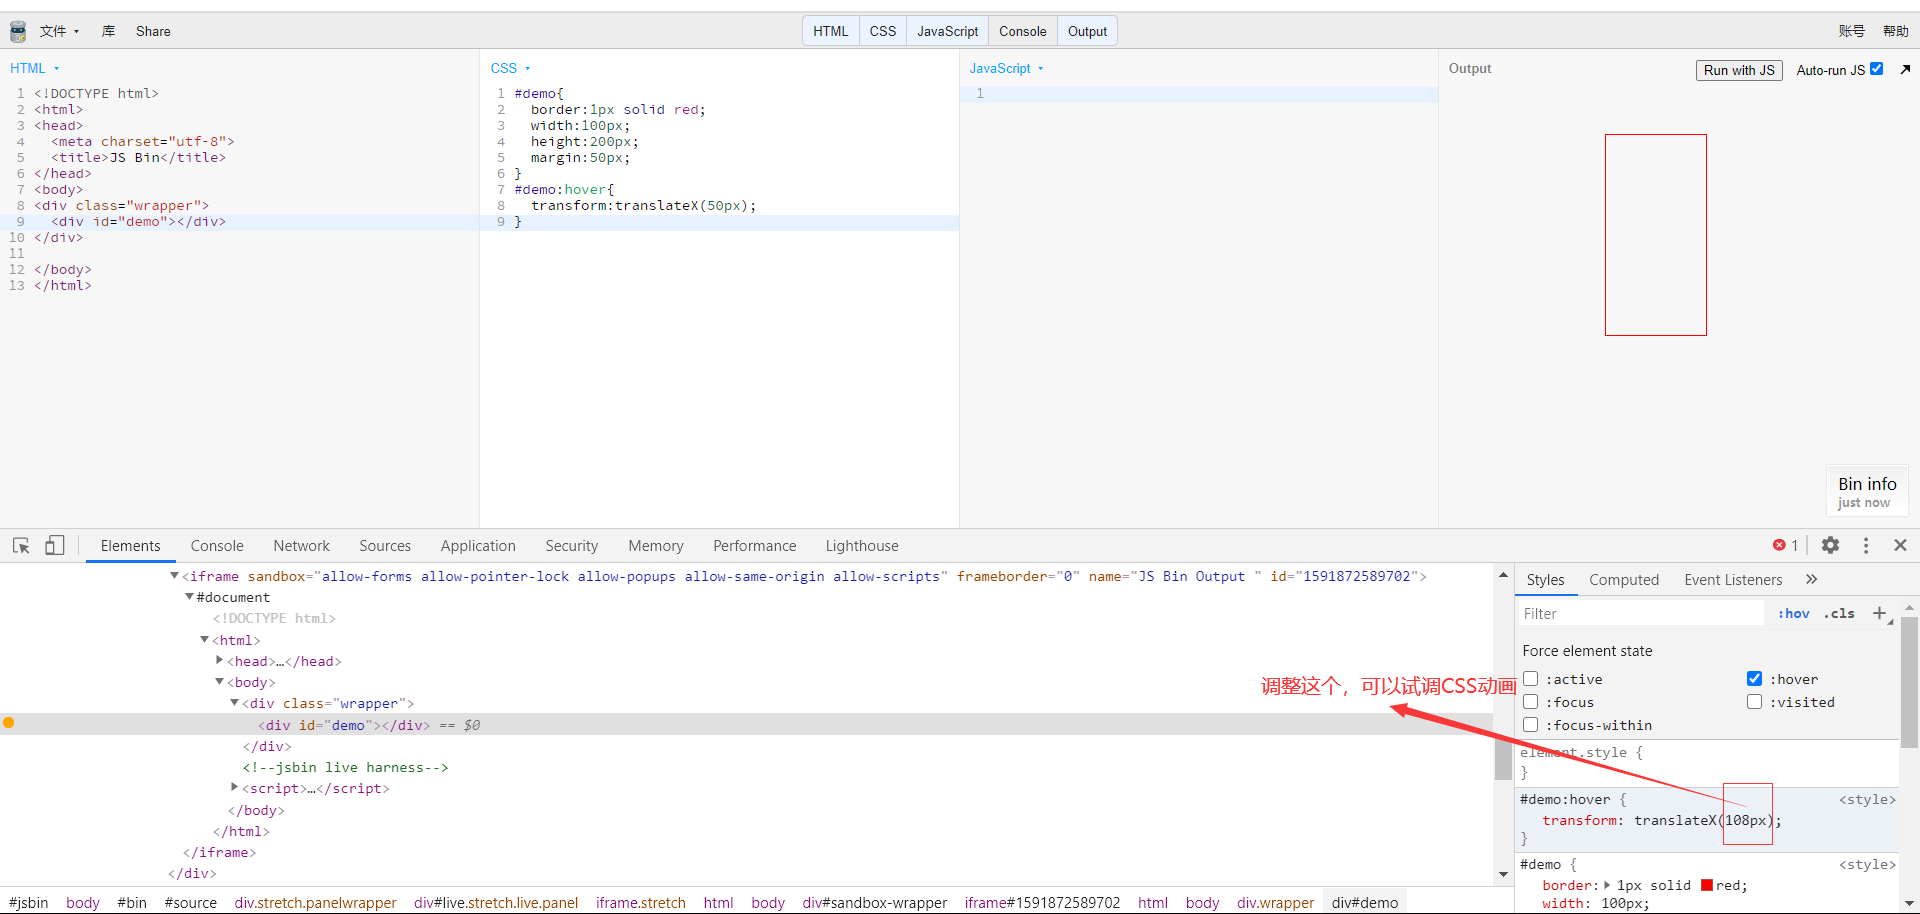 文件 库 Share HTML CSS JavaScript Console Output 账号 帮助
HTML
1 <!DOCTYPE html>
2 <html>
3 <head>
4 <meta charset="utf-8">
5 <title>JS Bin</title>
6 </head>
7 <body>
8 <div class="wrapper">
9 <div id="demo"></div>
10 </div>
11
12 </body>
13 </html>
CSS
1 #demo{
2 border:1px solid red;
3 width:100px;
4 height:200px;
5 margin:50px;
6 }
7 #demo:hover{
8 transform:translateX(50px);
9 }
JavaScript
1
Output Run with JS Auto-run JS
Bin info
just now
Elements Console Network Sources Application Security Memory Performance Lighthouse 1
<iframe sandbox="allow-forms allow-pointer-lock allow-popups allow-same-origin allow-scripts" frameborder="0" name="JS Bin Output " id="1591872589702">
#document
<!DOCTYPE html>
<html>
<head>…</head>
<body>
<div class="wrapper">
<div id="demo"></div> == $0
</div>
<!--jsbin live harness-->
<script>…</script>
</body>
</html>
</iframe>
</div>
调整这个，可以试调CSS动画
Styles Computed Event Listeners »
Filter :hov .cls +
Force element state
:active :hover
:focus :visited
:focus-within
element.style {
}
#demo:hover { <style>
transform: translateX(108px);
}
#demo { <style>
border: 1px solid red;
width: 100px;
#jsbin body #bin #source div.stretch.panelwrapper div#live.stretch.live.panel iframe.stretch html body div#sandbox-wrapper iframe#1591872589702 html body div.wrapper div#demo